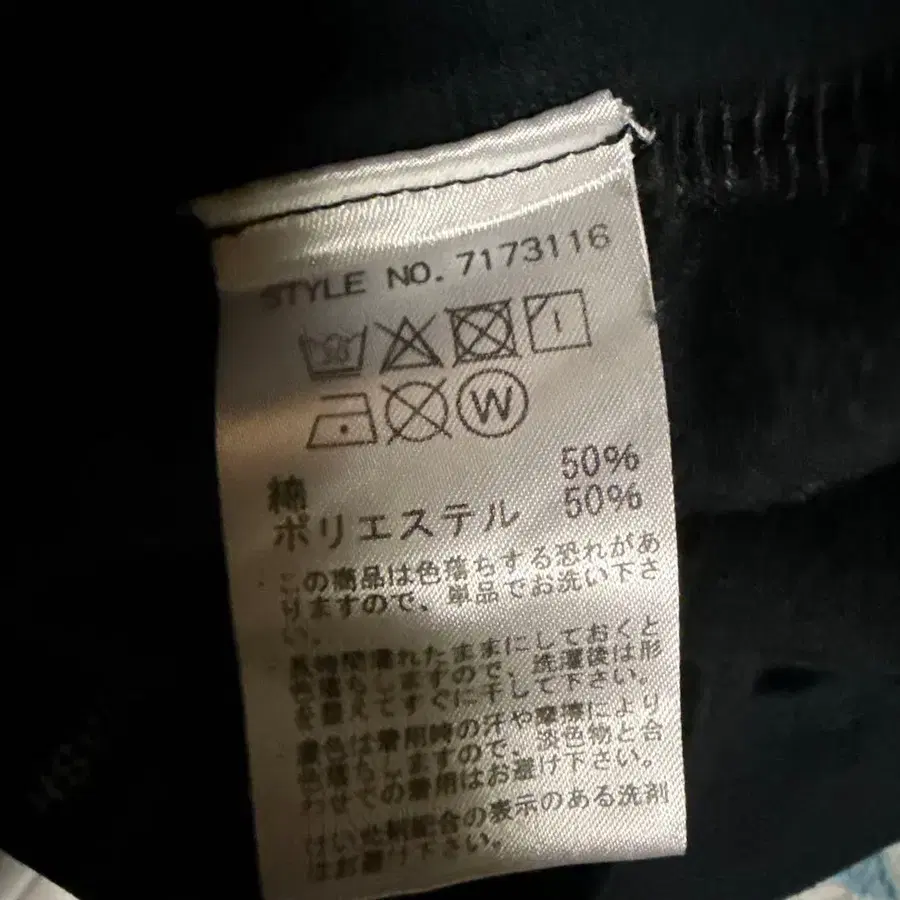 STYLE NO. 7173116
W
綿 50%
ポリエステル 50%
この商品は色落ちする恐れがあ
りますので、単品でお洗い下さ
い。
長時間濡れたままにしておくと
色落ちしますので、洗濯後は形
を整えてすぐに干して下さい。
着色は着用時の汗や摩擦により
色落ちしますので、淡色物と合
わせての着用はお避け下さい。
配合の表示のある洗剤
はお避け下さい。